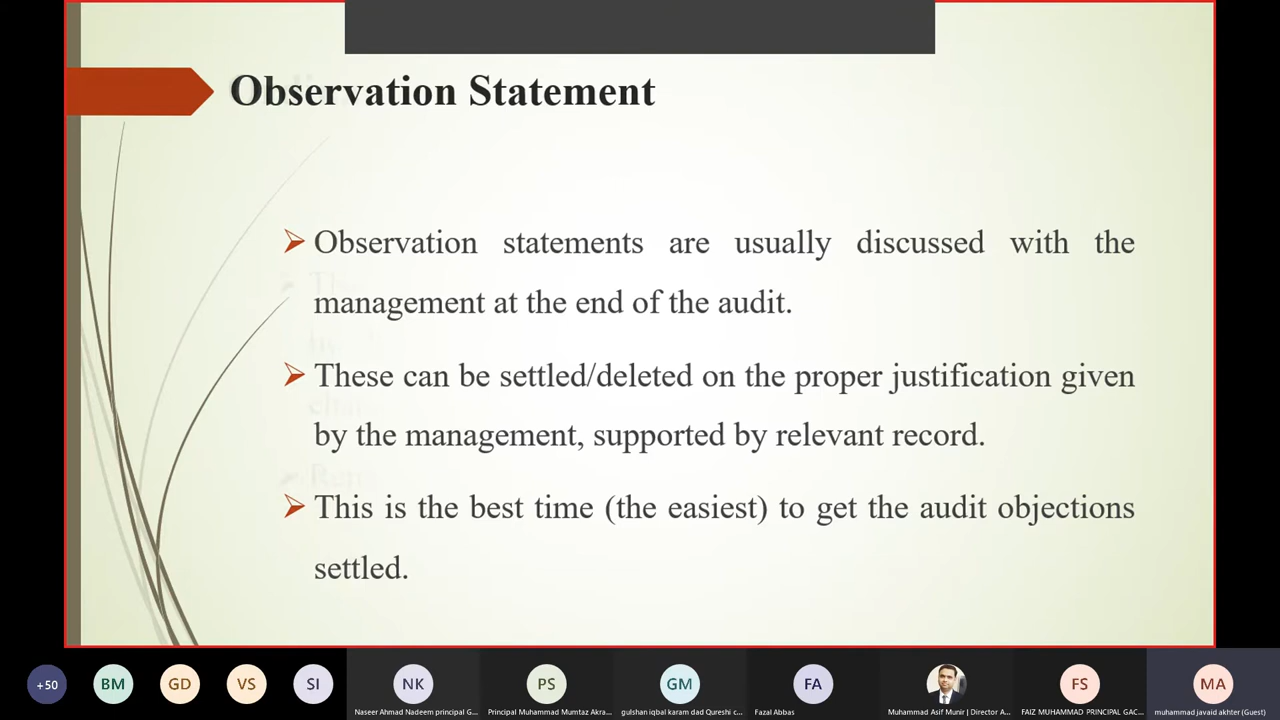 Observation Statement
Observation statements are usually discussed with the
management at the end of the audit.
These can be settled/deleted on the proper justification given
by the management, supported by relevant record.
This is the best time (the easiest) to get the audit objections
settled.
+50
BM
GD
VS
SI
NK
PS
GM
FA
FS
MA
Naseer Ahmad Nadeem principal G...
Principal Muhammad Mumtaz Akra...
gulshan iqbal karam dad Qureshi c...
Fazal Abbas
Muhammad Asif Munir | Director A...
FAIZ MUHAMMAD PRINCIPAL GAC...
muhammad javaid akhter (Guest)